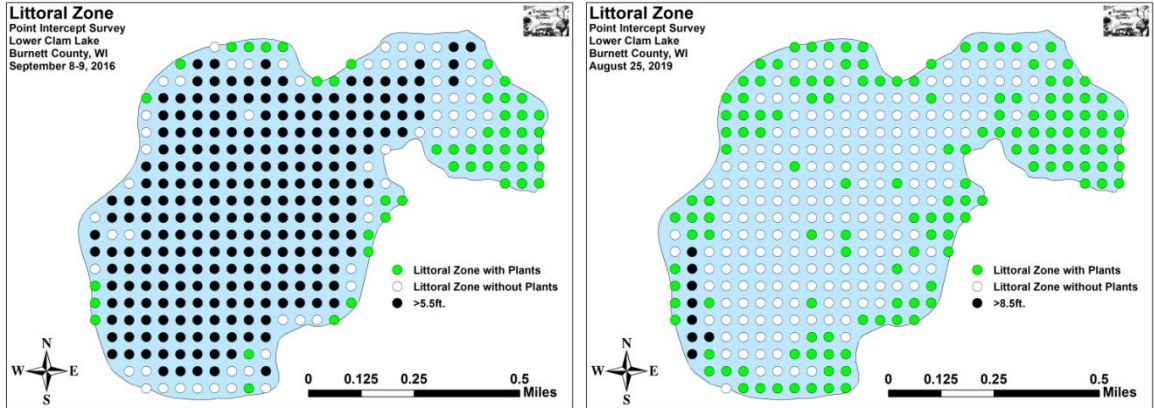 Littoral Zone
Point Intercept Survey
Lower Clam Lake
Burnett County, WI
September 8-9, 2016
Littoral Zone with Plants
Littoral Zone without Plants
>5.5ft.
N
W E
S
0 0.125 0.25 0.5
Miles
Littoral Zone
Point Intercept Survey
Lower Clam Lake
Burnett County, WI
August 25, 2019
Littoral Zone with Plants
Littoral Zone without Plants
>8.5ft.
N
W E
S
0 0.125 0.25 0.5
Miles